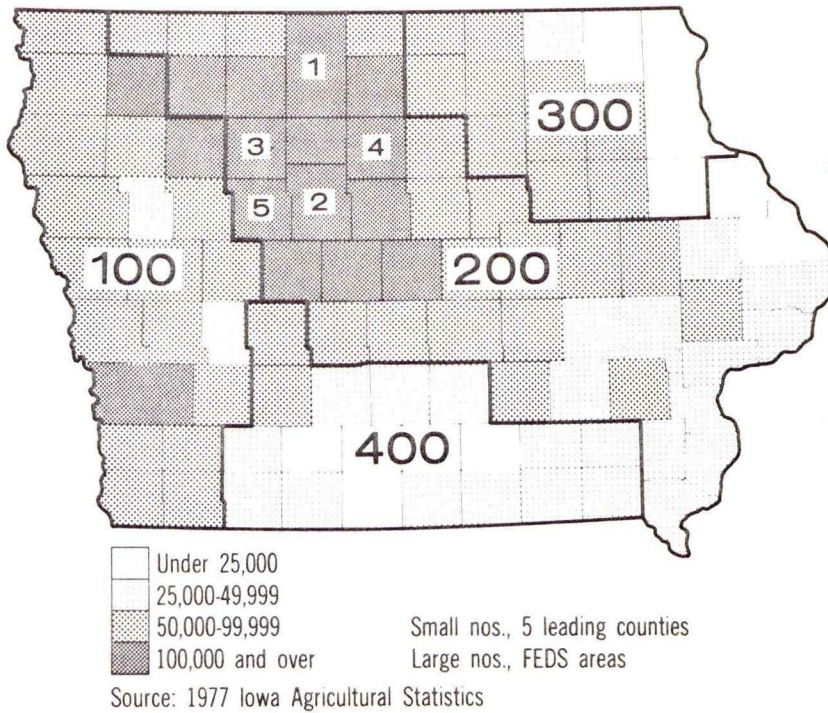 1
300
3
4
5
2
100
200
400
Under 25,000
25,000-49,999
50,000-99,999 Small nos., 5 leading counties
100,000 and over Large nos., FEDS areas
Source: 1977 Iowa Agricultural Statistics